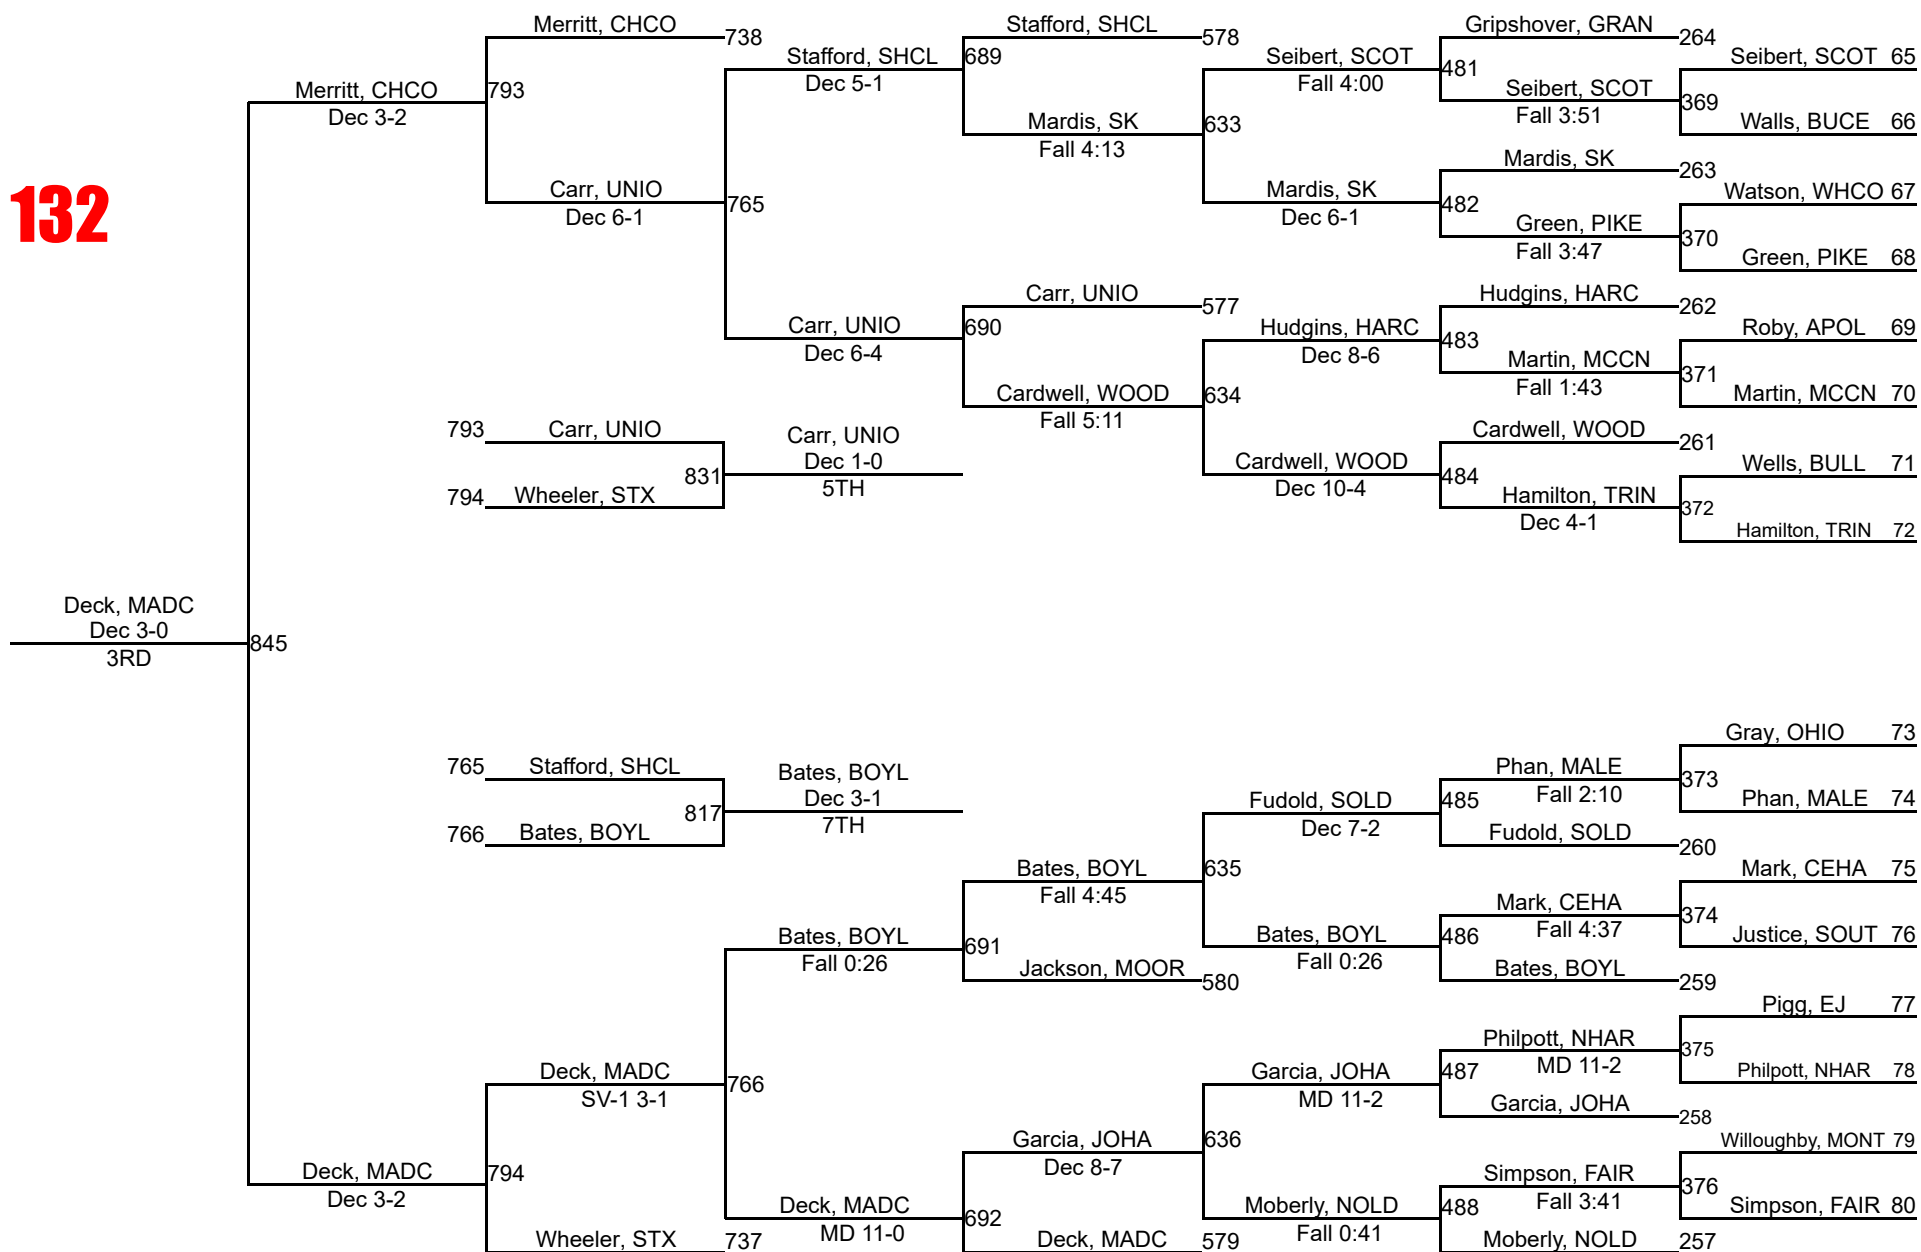 132
Merritt, CHCO
738
Stafford, SHCL
578
Gripshover, GRAN
264
Seibert, SCOT 65
Stafford, SHCL
Dec 5-1
689
Seibert, SCOT
Fall 4:00
481
Seibert, SCOT
Fall 3:51
369
Walls, BUCE 66
Merritt, CHCO
Dec 3-2
793
Mardis, SK
Fall 4:13
633
Mardis, SK
263
Watson, WHCO 67
Carr, UNIO
Dec 6-1
765
Mardis, SK
Dec 6-1
482
Green, PIKE
Fall 3:47
370
Green, PIKE 68
Carr, UNIO
577
Hudgins, HARC
262
Roby, APOL 69
Carr, UNIO
Dec 6-4
690
Hudgins, HARC
Dec 8-6
483
Martin, MCCN
Fall 1:43
371
Martin, MCCN 70
Cardwell, WOOD
Fall 5:11
634
793
Carr, UNIO
831
794
Wheeler, STX
Carr, UNIO
Dec 1-0
5TH
Cardwell, WOOD
261
Wells, BULL 71
Cardwell, WOOD
Dec 10-4
484
Hamilton, TRIN
Dec 4-1
372
Hamilton, TRIN 72
Deck, MADC
Dec 3-0
3RD
845
Gray, OHIO 73
765
Stafford, SHCL
817
766
Bates, BOYL
Bates, BOYL
Dec 3-1
7TH
Phan, MALE
Fall 2:10
373
Phan, MALE 74
Fudold, SOLD
Dec 7-2
485
Fudold, SOLD
260
Mark, CEHA 75
Bates, BOYL
Fall 4:45
635
Mark, CEHA
Fall 4:37
374
Justice, SOUT 76
Bates, BOYL
Fall 0:26
691
Bates, BOYL
Fall 0:26
486
Jackson, MOOR
580
Bates, BOYL
259
Pigg, EJ 77
Deck, MADC
SV-1 3-1
766
Garcia, JOHA
MD 11-2
487
Philpott, NHAR
MD 11-2
375
Philpott, NHAR 78
Garcia, JOHA
258
Willoughby, MONT 79
Garcia, JOHA
Dec 8-7
636
Deck, MADC
Dec 3-2
794
Simpson, FAIR
Fall 3:41
376
Simpson, FAIR 80
Deck, MADC
MD 11-0
692
Moberly, NOLD
Fall 0:41
488
Wheeler, STX
737
Deck, MADC
579
Moberly, NOLD
257